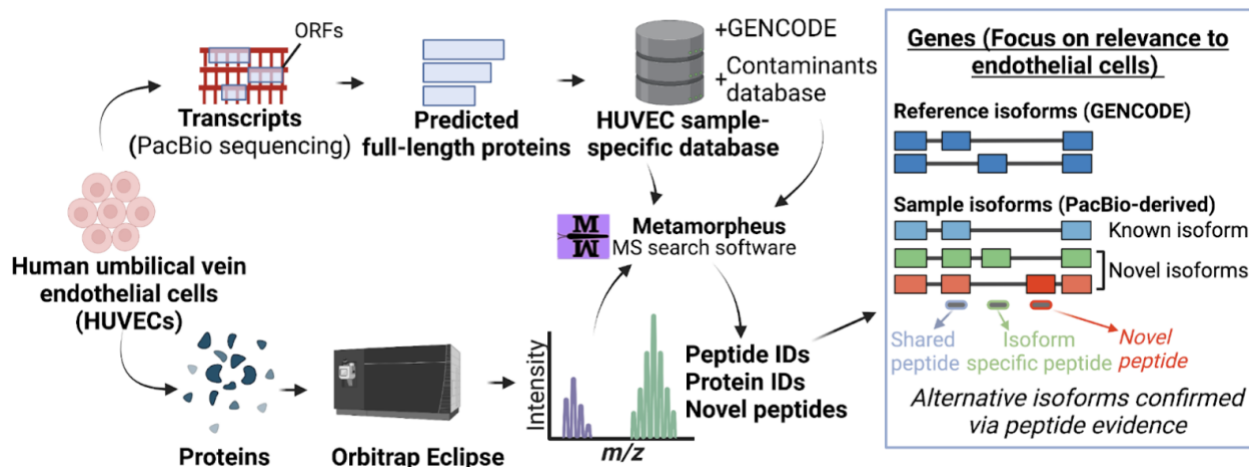 ORFs
Transcripts
(PacBio sequencing)
Predicted
full-length proteins
+GENCODE
+Contaminants
database
HUVEC sample-
specific database
Human umbilical vein
endothelial cells
(HUVECs)
M
M
Metamorpheus
MS search software
Proteins
Orbitrap Eclipse
Intensity
m/z
Peptide IDs
Protein IDs
Novel peptides
Genes (Focus on relevance to
endothelial cells)
Reference isoforms (GENCODE)
Sample isoforms (PacBio-derived)
Known isoform
Novel isoforms
Shared
peptide
Isoform
specific peptide
Novel
peptide
Alternative isoforms confirmed
via peptide evidence